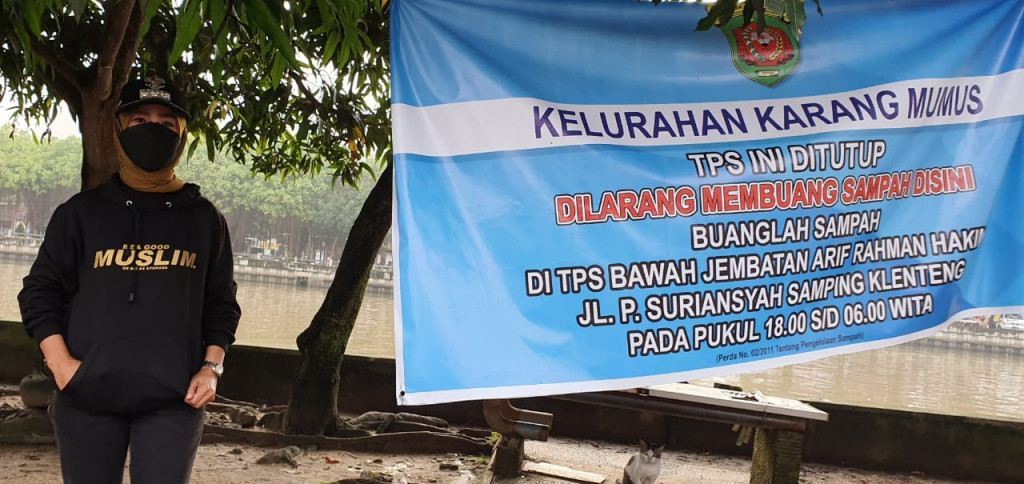 BE A GOOD
MUSLIM.
KELURAHAN KARANG MUMUS
TPS INI DITUTUP
DILARANG MEMBUANG SAMPAH DISINI
BUANGLAH SAMPAH
DI TPS BAWAH JEMBATAN ARIF RAHMAN HAKIM
JL. P. SURIANSYAH SAMPING KLENTENG
PADA PUKUL 18.00 S/D 06.00 WITA
(Perda No. 02/2011 Tentang Pengelolaan Sampah)